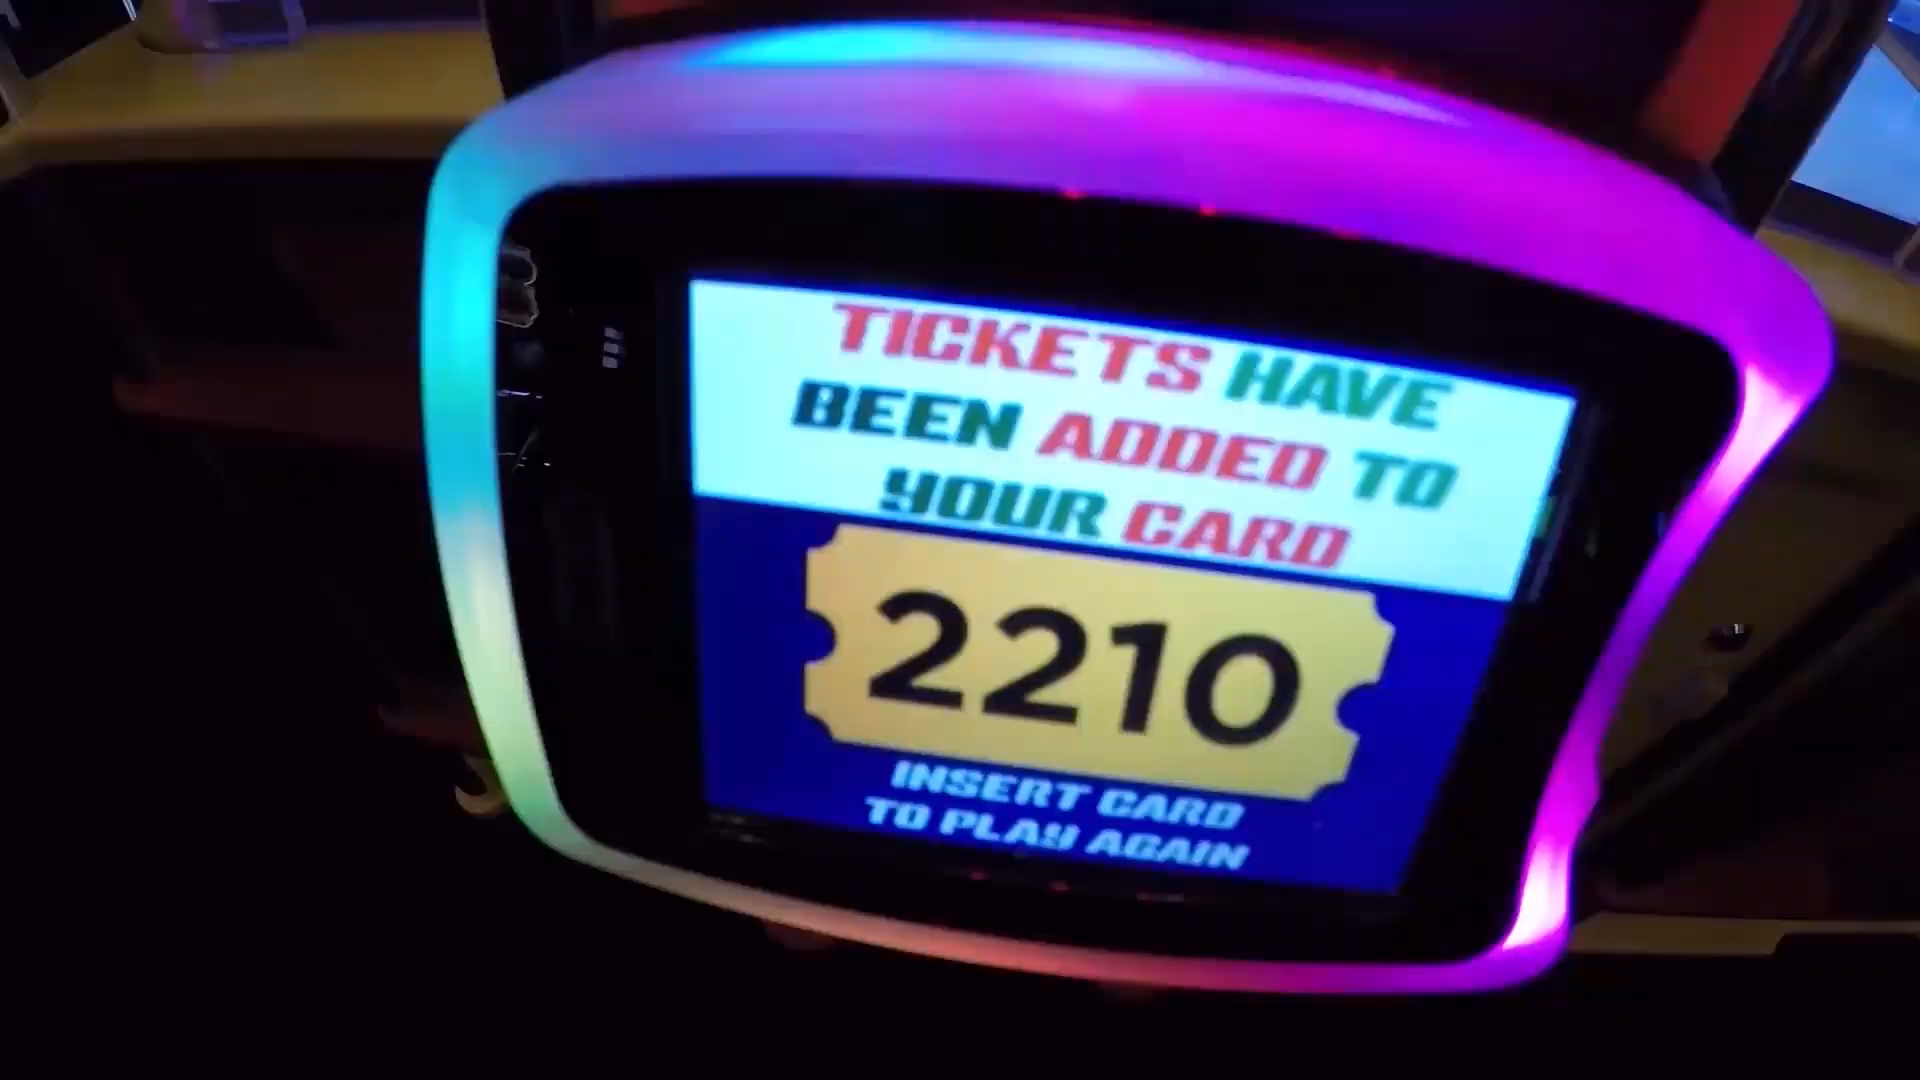 TICKETS HAVE
BEEN ADDED TO
YOUR CARD
2210
INSERT CARD
TO PLAY AGAIN